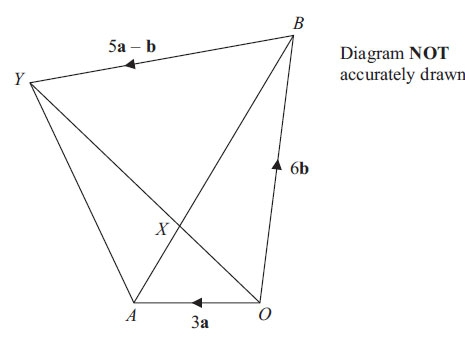 B
5a – b
Diagram NOT
accurately drawn
Y
6b
X
A
O
3a